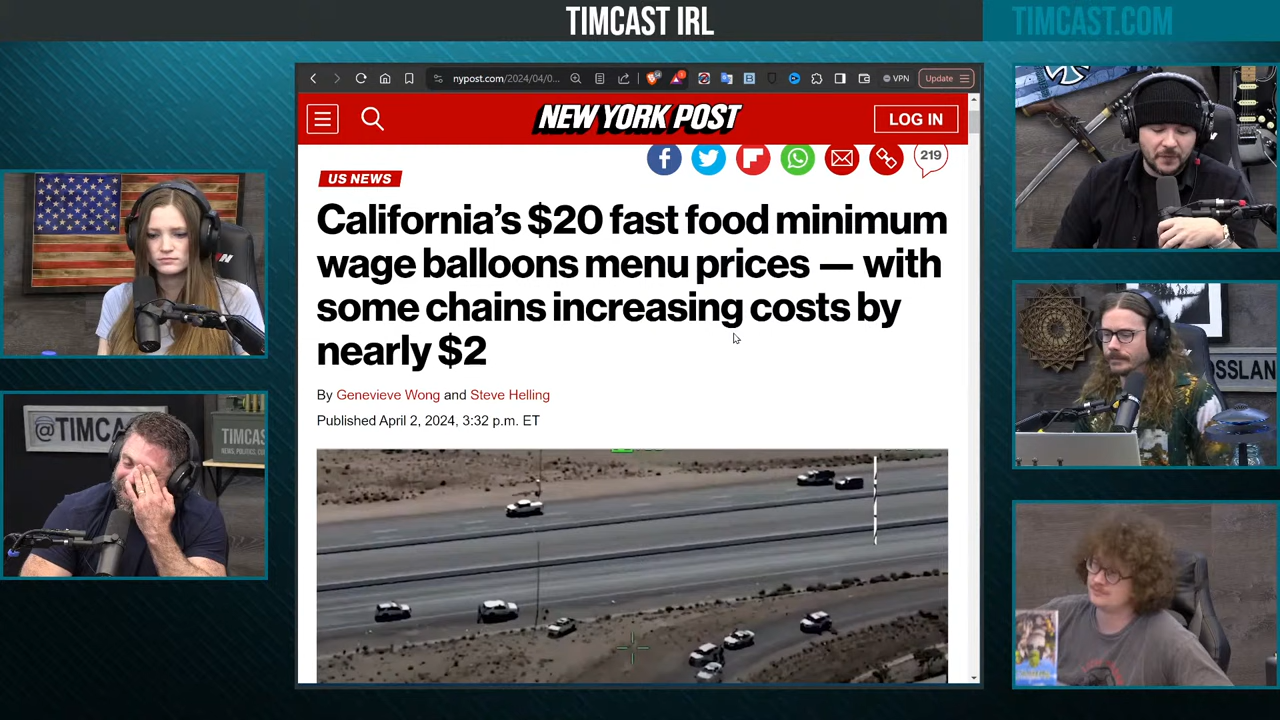 TIMCAST IRL
TIMCAST.COM
nypost.com/2024/04/0...
VPN
Update
NEW YORK POST
LOG IN
219
US NEWS
California's $20 fast food minimum
wage balloons menu prices — with
some chains increasing costs by
nearly $2
By Genevieve Wong and Steve Helling
Published April 2, 2024, 3:32 p.m. ET
@TIMCA
TIMCAS
OSSLAN